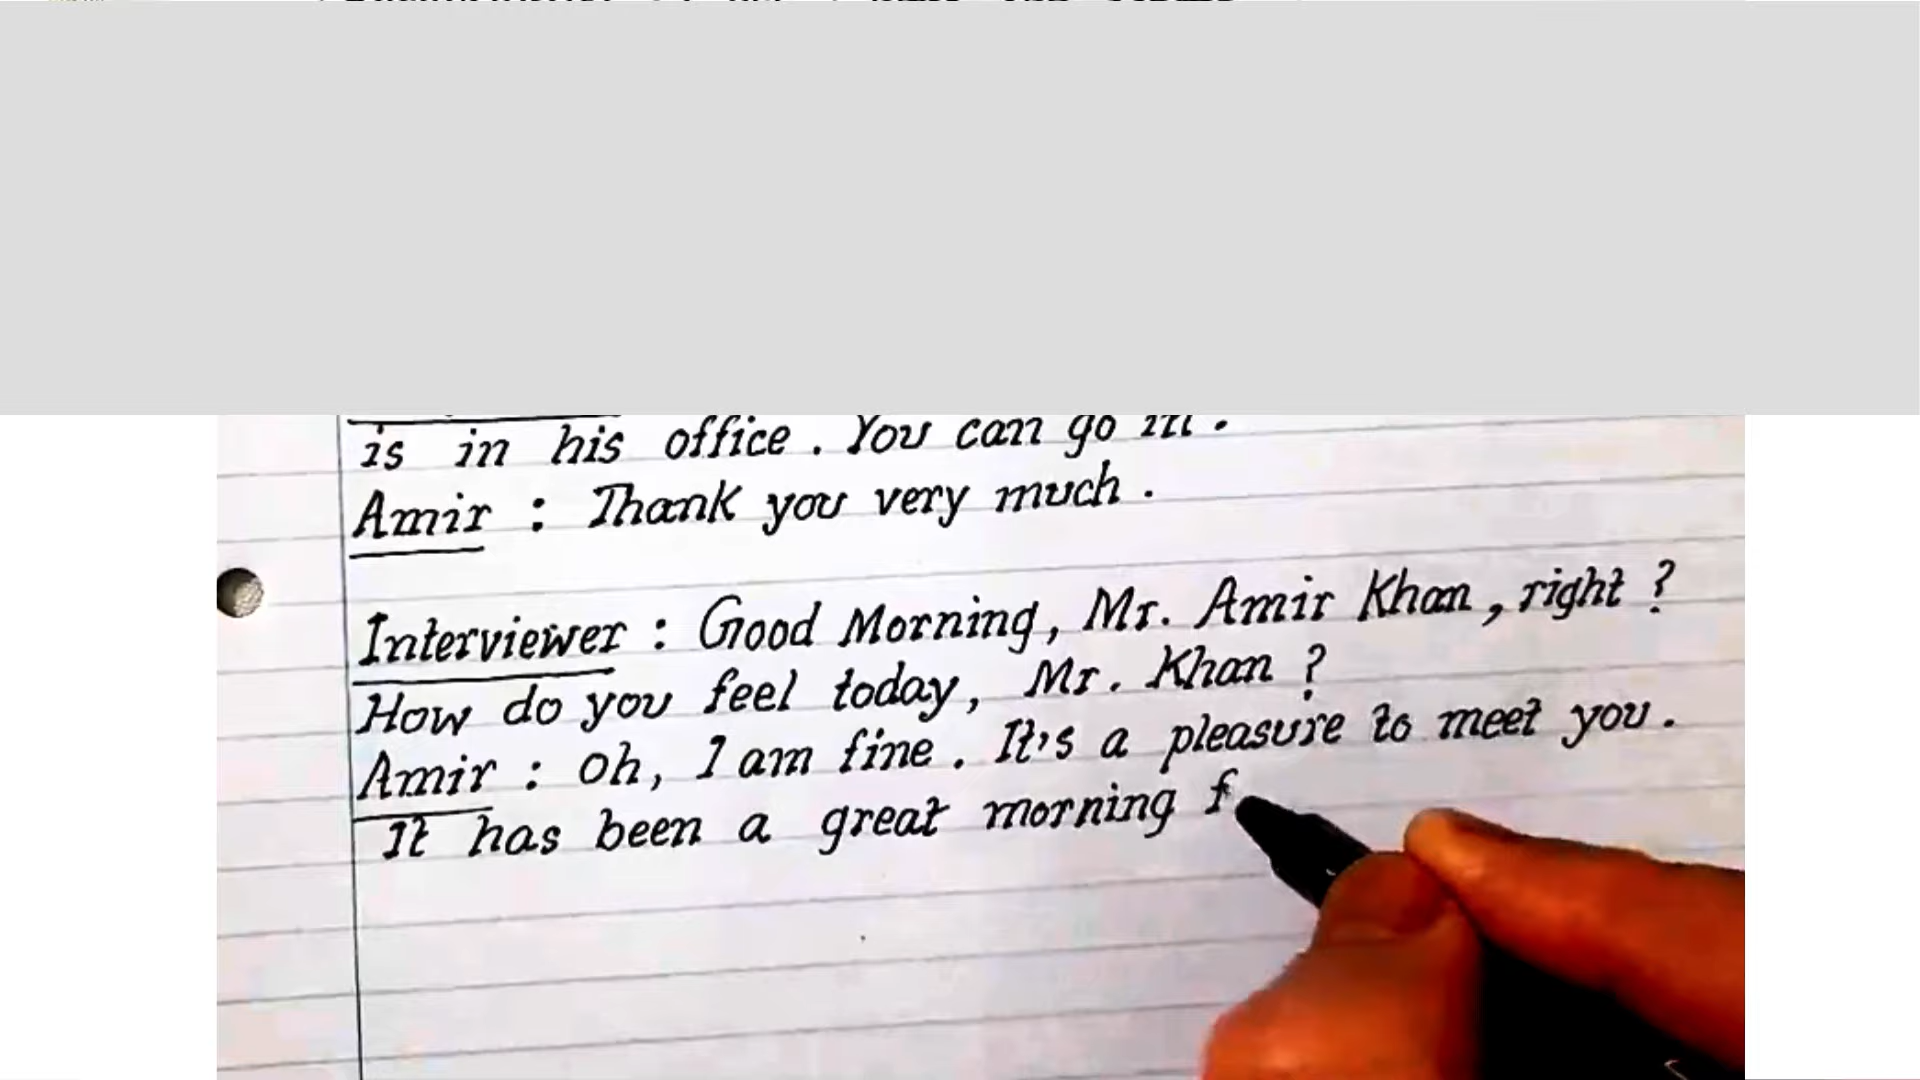 is in his office. You can go in.
Amir : Thank you very much.
Interviewer : Good Morning, Mr. Amir Khan, right ?
How do you feel today, Mr. Khan ?
Amir : Oh, I am fine. It's a pleasure to meet you.
It has been a great morning f